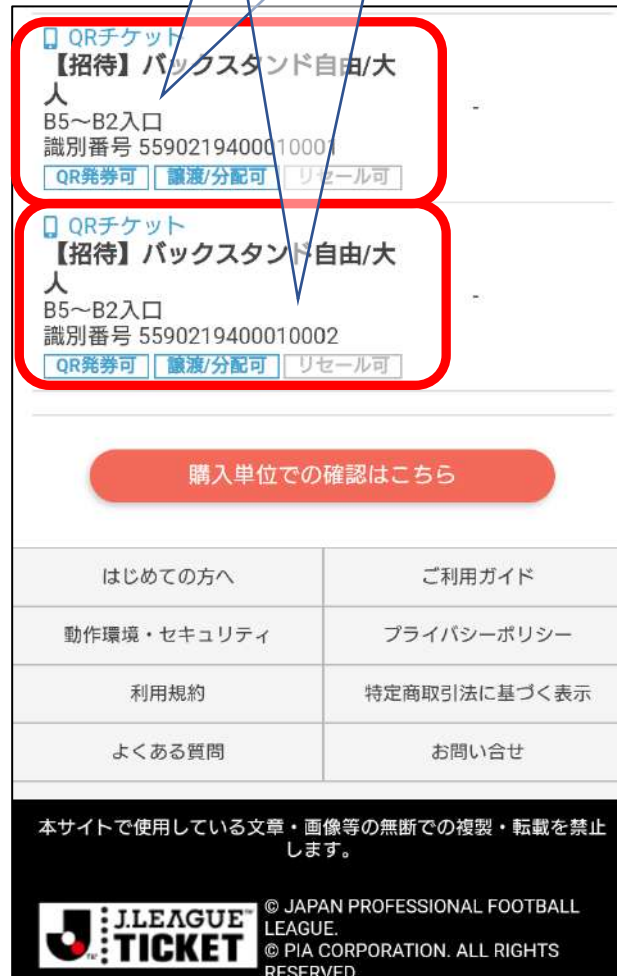 QRチケット
【招待】バックスタンド自由/大
人
B5～B2入口
-
識別番号 5590219400010001
QR発券可 譲渡/分配可 リセール可
QRチケット
【招待】バックスタンド自由/大
人
B5～B2入口
-
識別番号 5590219400010002
QR発券可 譲渡/分配可 リセール可
購入単位での確認はこちら
はじめての方へ
ご利用ガイド
動作環境・セキュリティ
プライバシーポリシー
利用規約
特定商取引法に基づく表示
よくある質問
お問い合せ
本サイトで使用している文章・画像等の無断での複製・転載を禁止
します。
J.LEAGUE™
TICKET
© JAPAN PROFESSIONAL FOOTBALL
LEAGUE.
© PIA CORPORATION. ALL RIGHTS
RESERVED